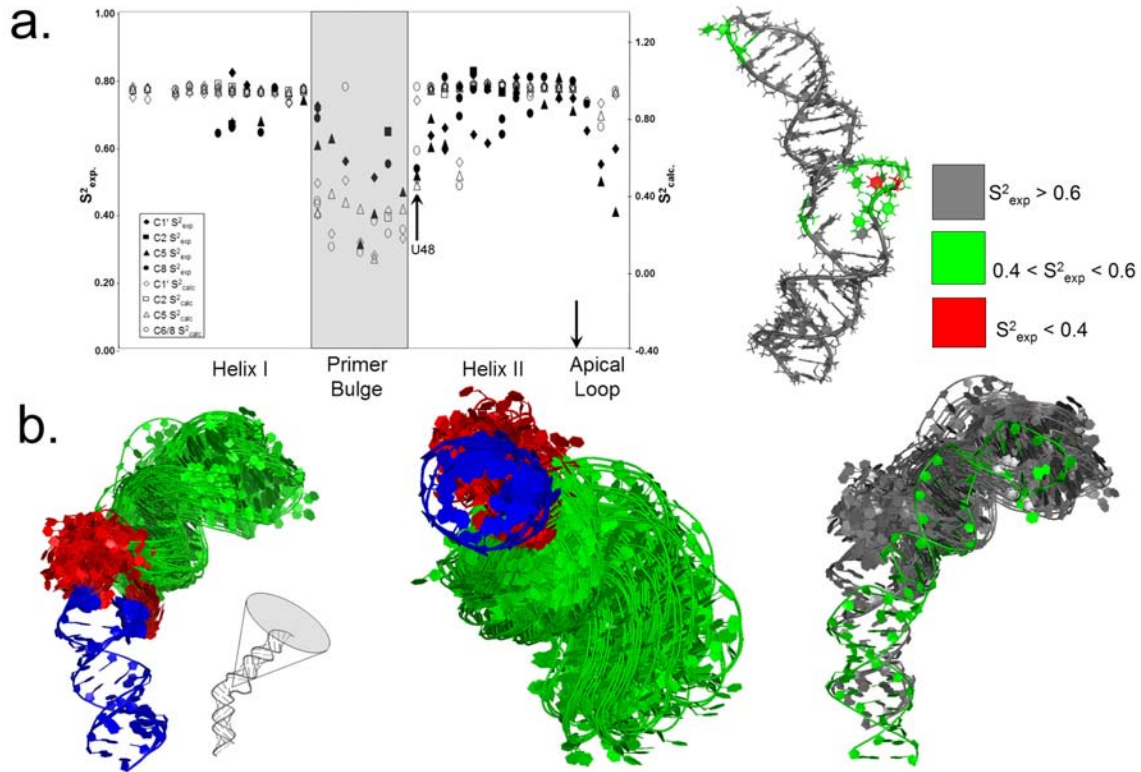 a.
1.00
0.80
0.60
0.40
0.20
0.00
S²exp.
1.20
0.80
0.40
0.00
-0.40
S²calc.
C1' S²exp
C2 S²exp
C5 S²exp
C8 S²exp
C1' S²calc
C2 S²calc
C5 S²calc
C6/8 S²calc
U48
Helix I
Primer
Bulge
Helix II
Apical
Loop
S²exp > 0.6
0.4 < S²exp < 0.6
S²exp < 0.4
b.